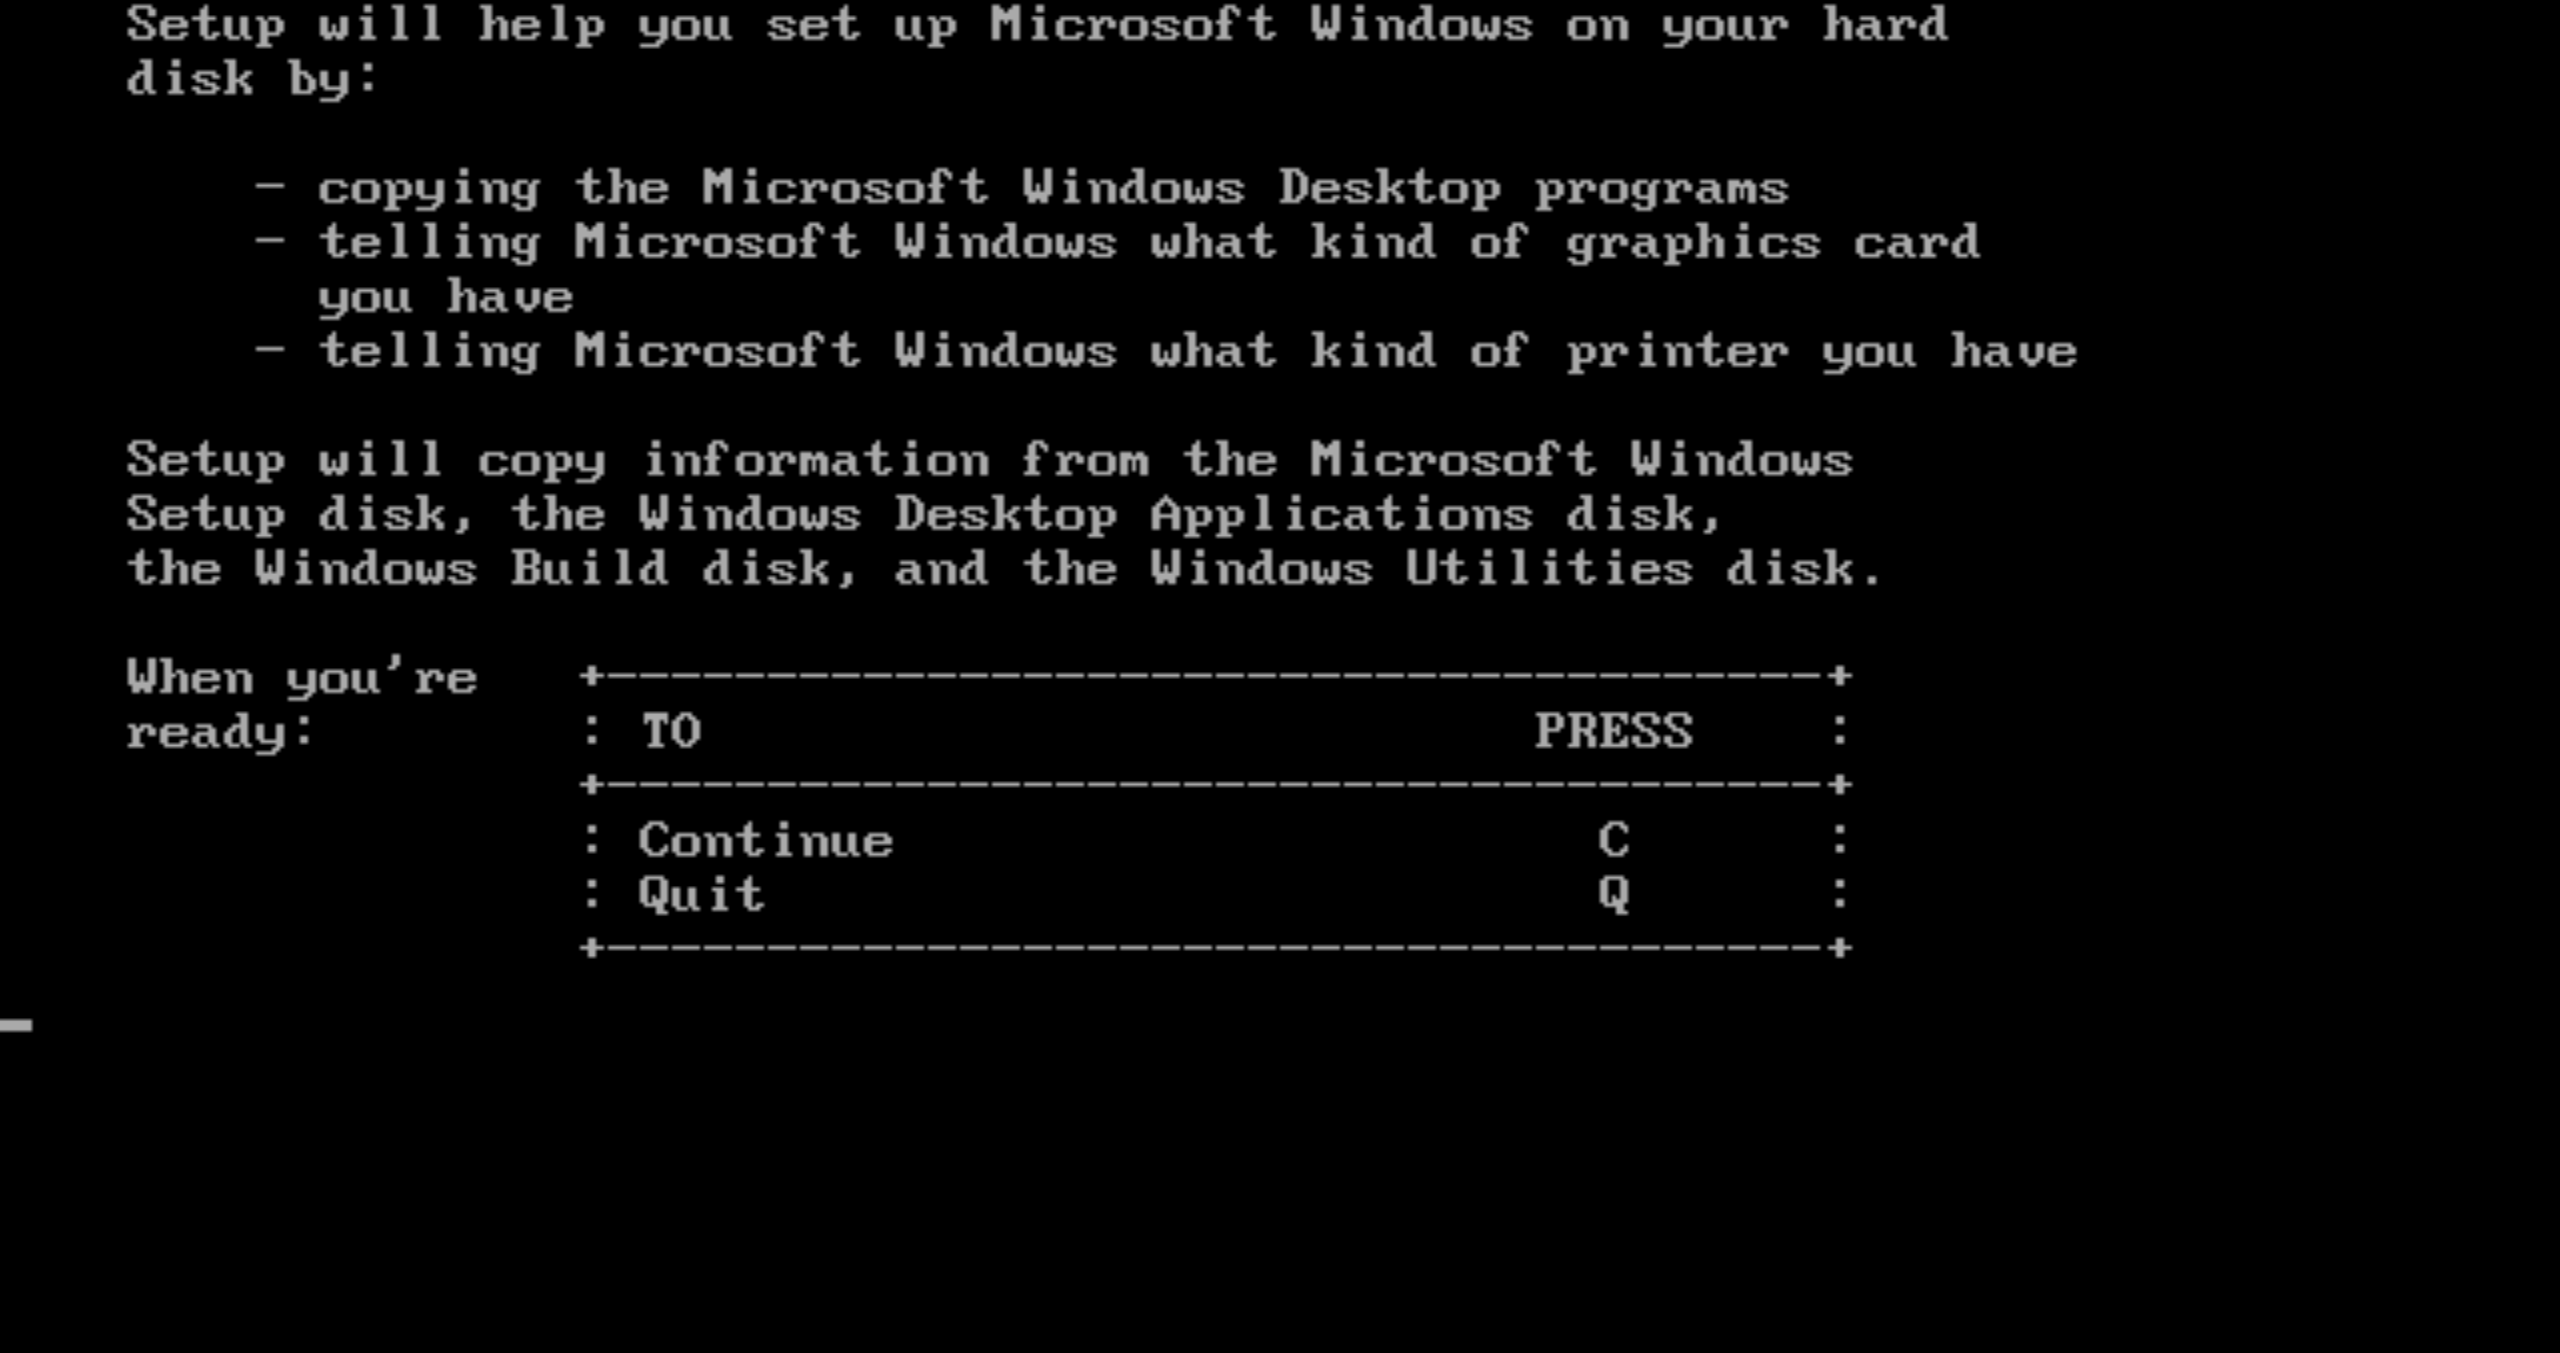 Setup will help you set up Microsoft Windows on your hard
disk by:
- copying the Microsoft Windows Desktop programs
- telling Microsoft Windows what kind of graphics card
you have
- telling Microsoft Windows what kind of printer you have
Setup will copy information from the Microsoft Windows
Setup disk, the Windows Desktop Applications disk,
the Windows Build disk, and the Windows Utilities disk.
When you're +--------------------------------------+
ready: : TO PRESS :
+--------------------------------------+
: Continue C :
: Quit Q :
+--------------------------------------+